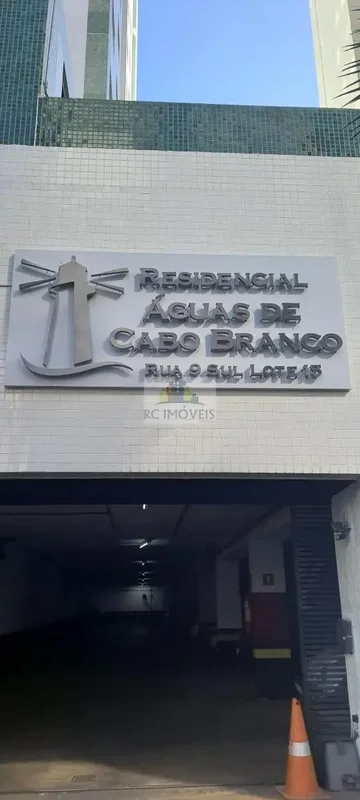 RESIDENCIAL
ÁGUAS DE
CABO BRANCO
RUA 9 SUL LOTE 15
RC IMÓVEIS